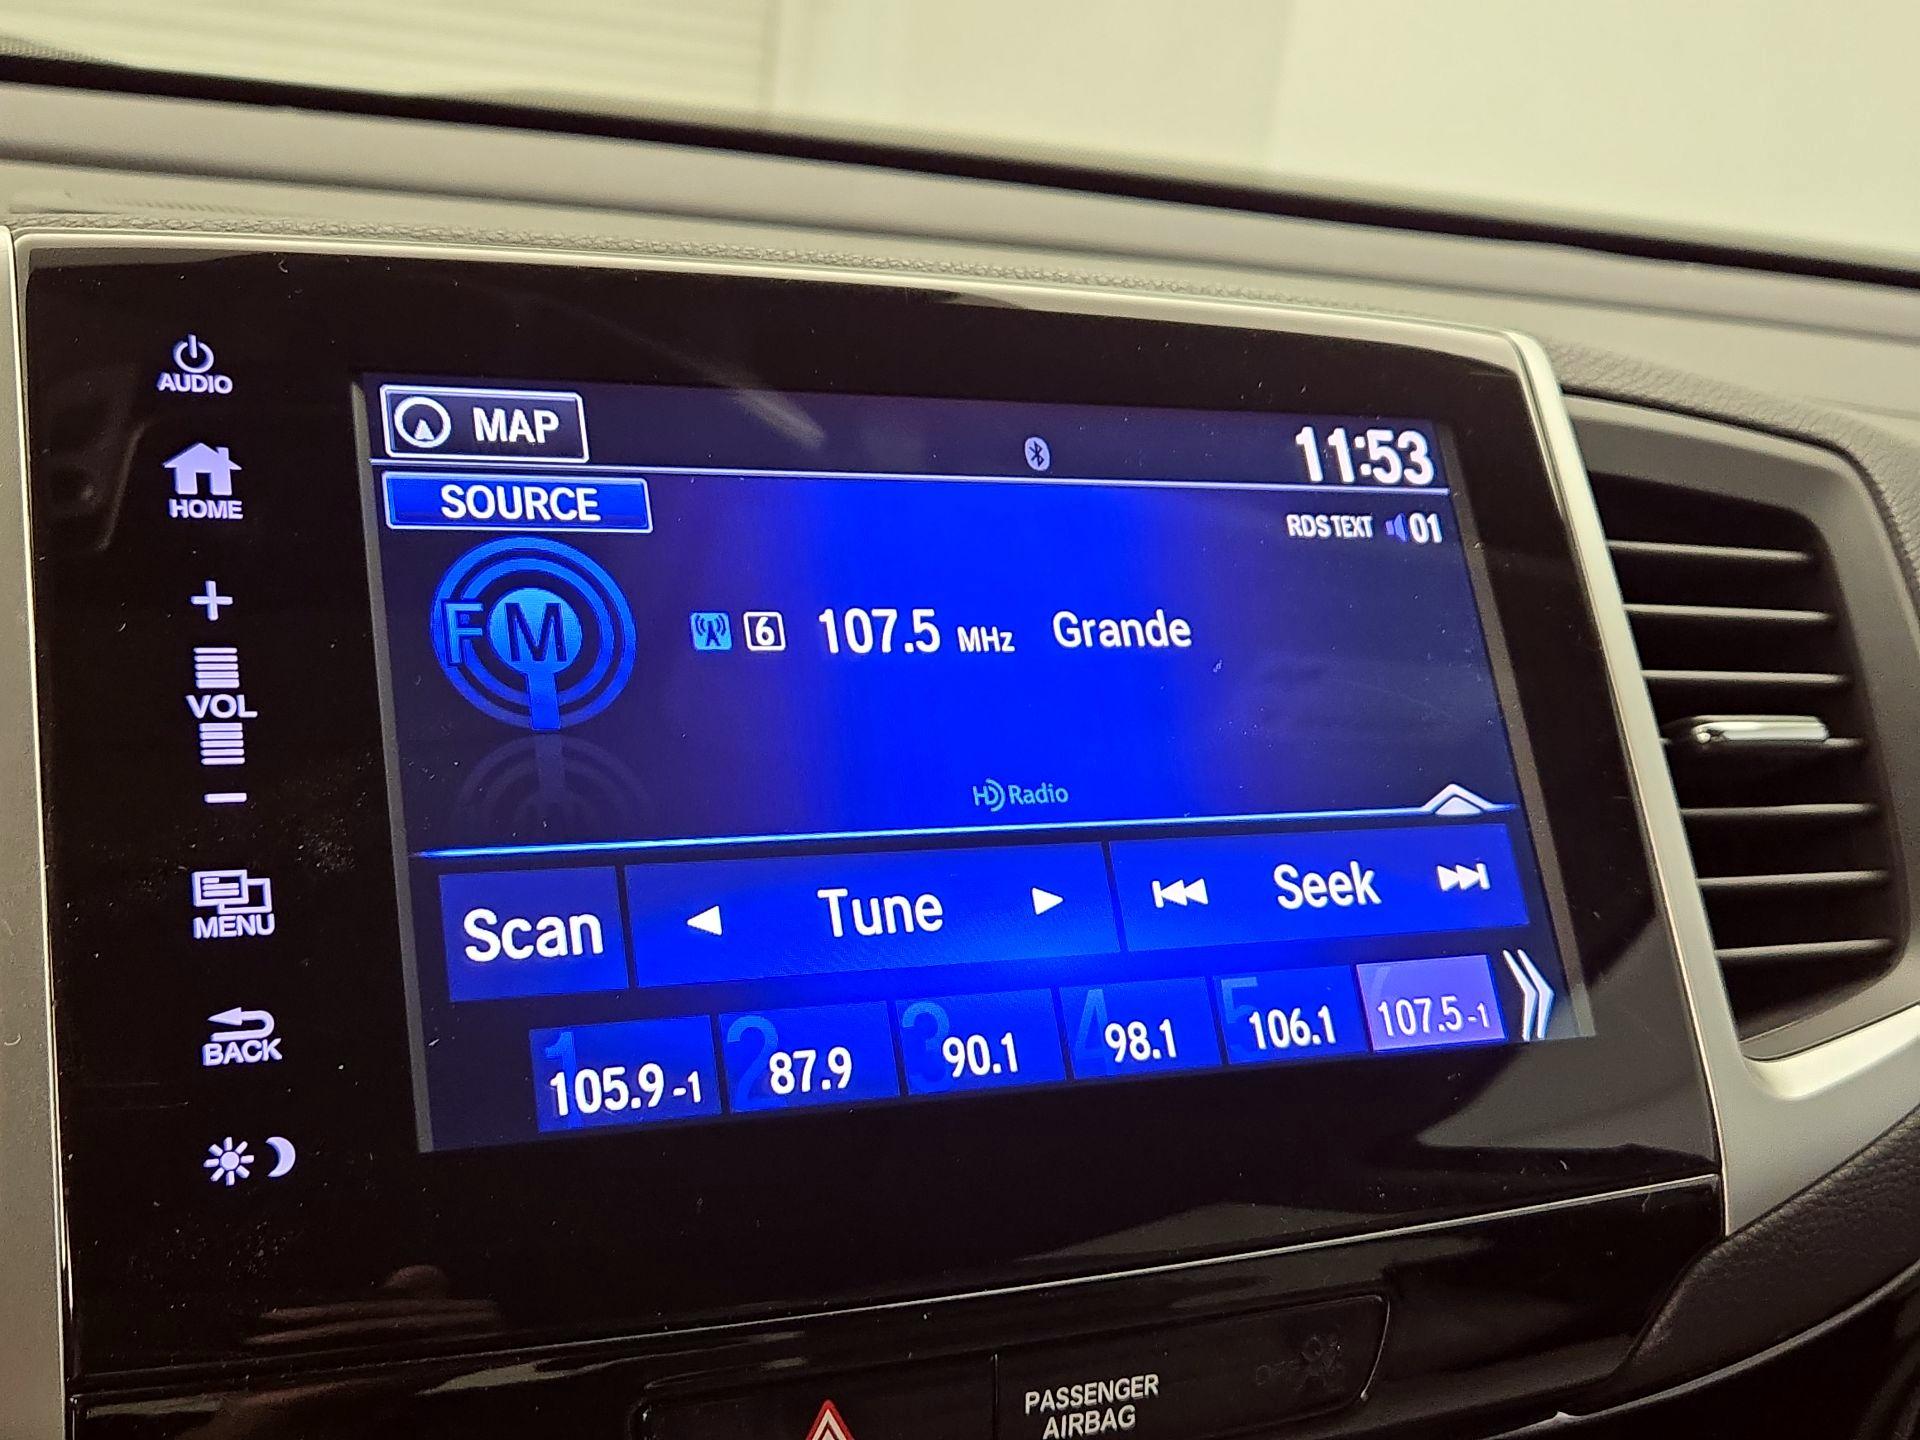 AUDIO
HOME
+
VOL
−
MENU
BACK
MAP
11:53
SOURCE
RDS TEXT 01
FM
6 107.5 MHz Grande
HD Radio
Scan
Tune
Seek
1 105.9-1
2 87.9
3 90.1
4 98.1
5 106.1
107.5-1
PASSENGER
AIRBAG